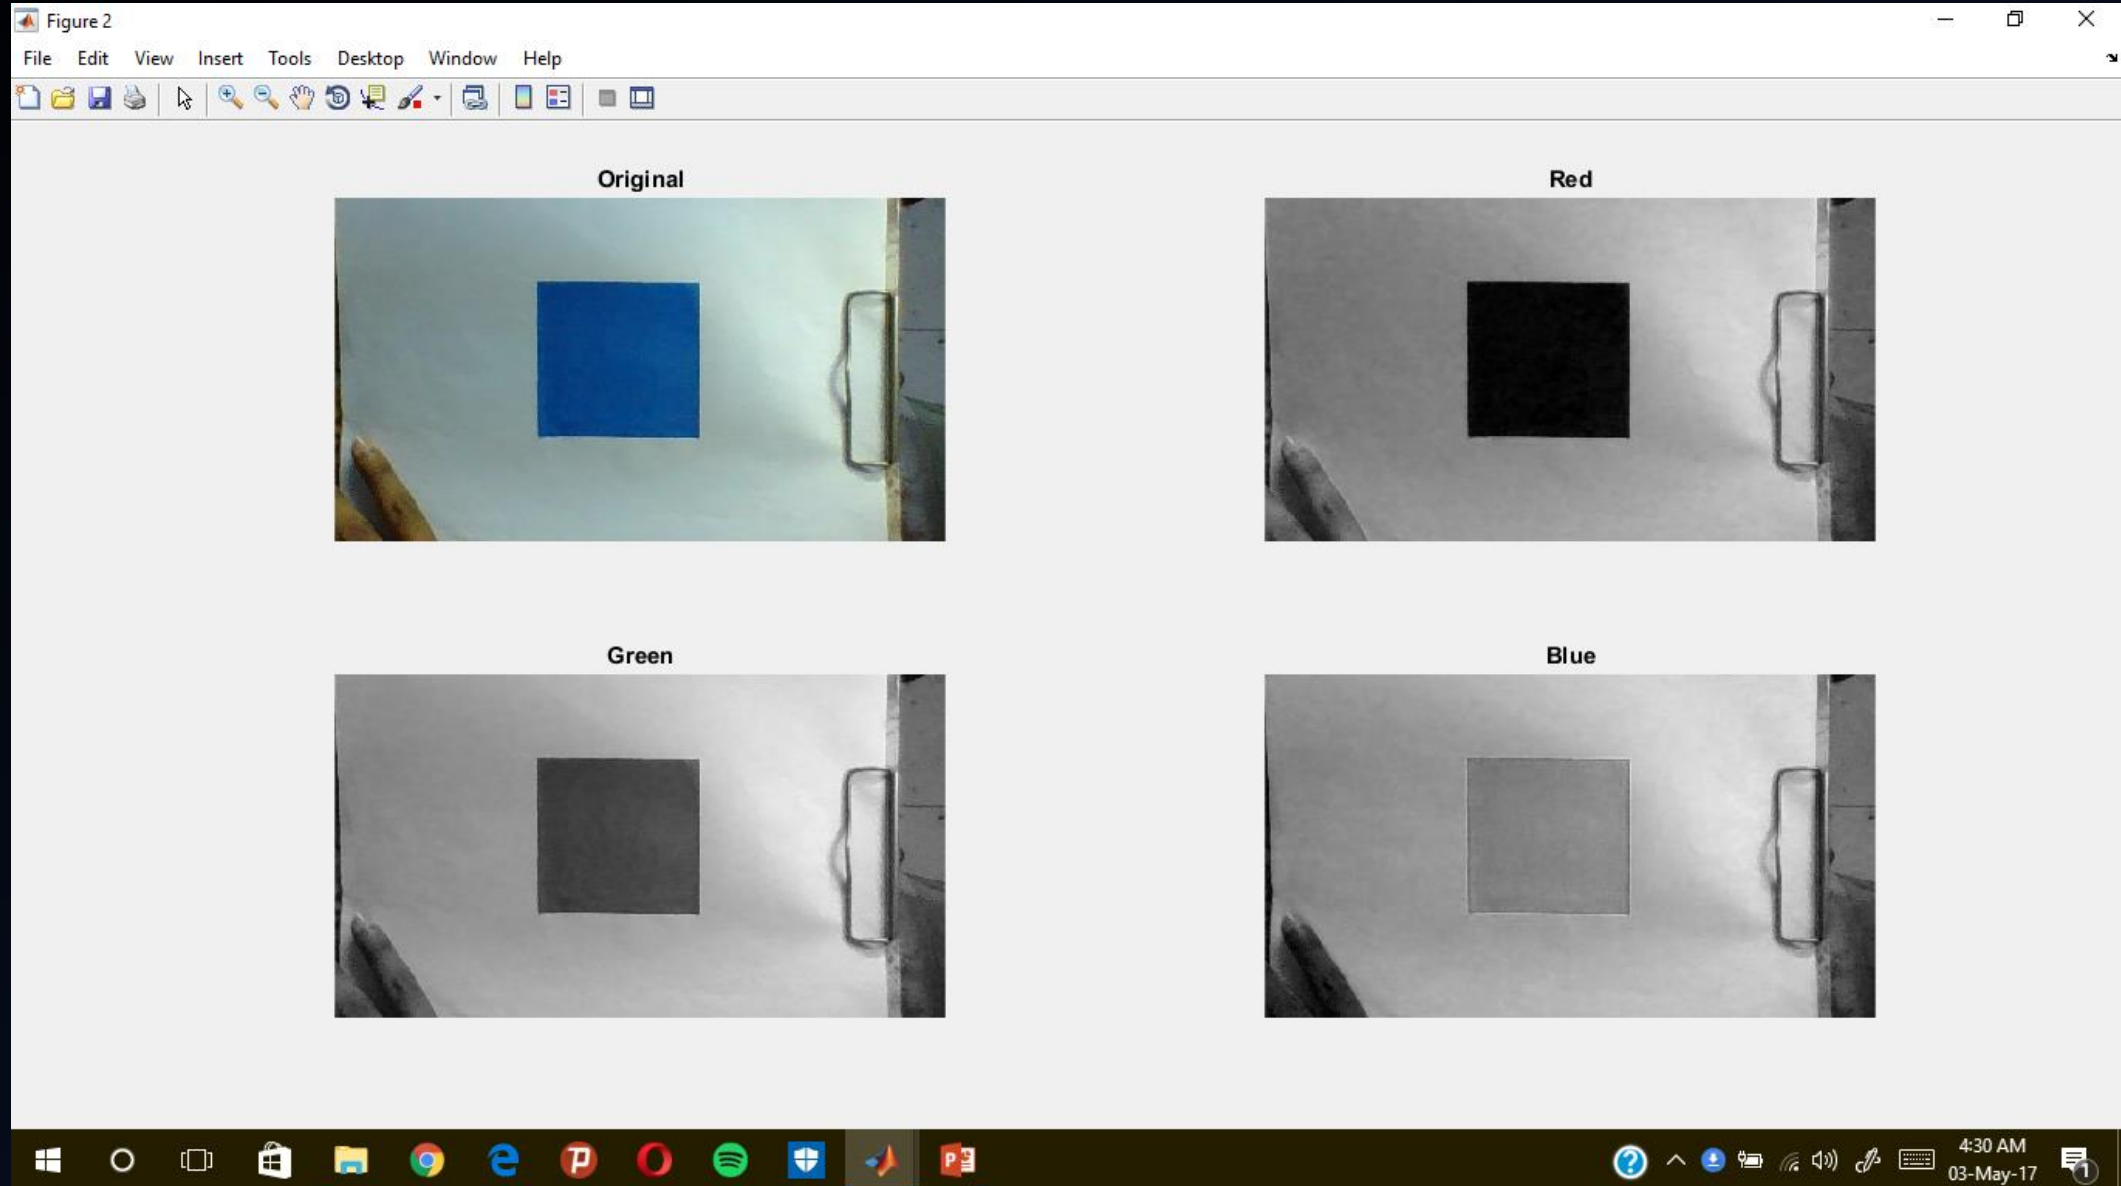 Figure 2
File Edit View Insert Tools Desktop Window Help
Original
Red
Green
Blue
4:30 AM
03-May-17
1